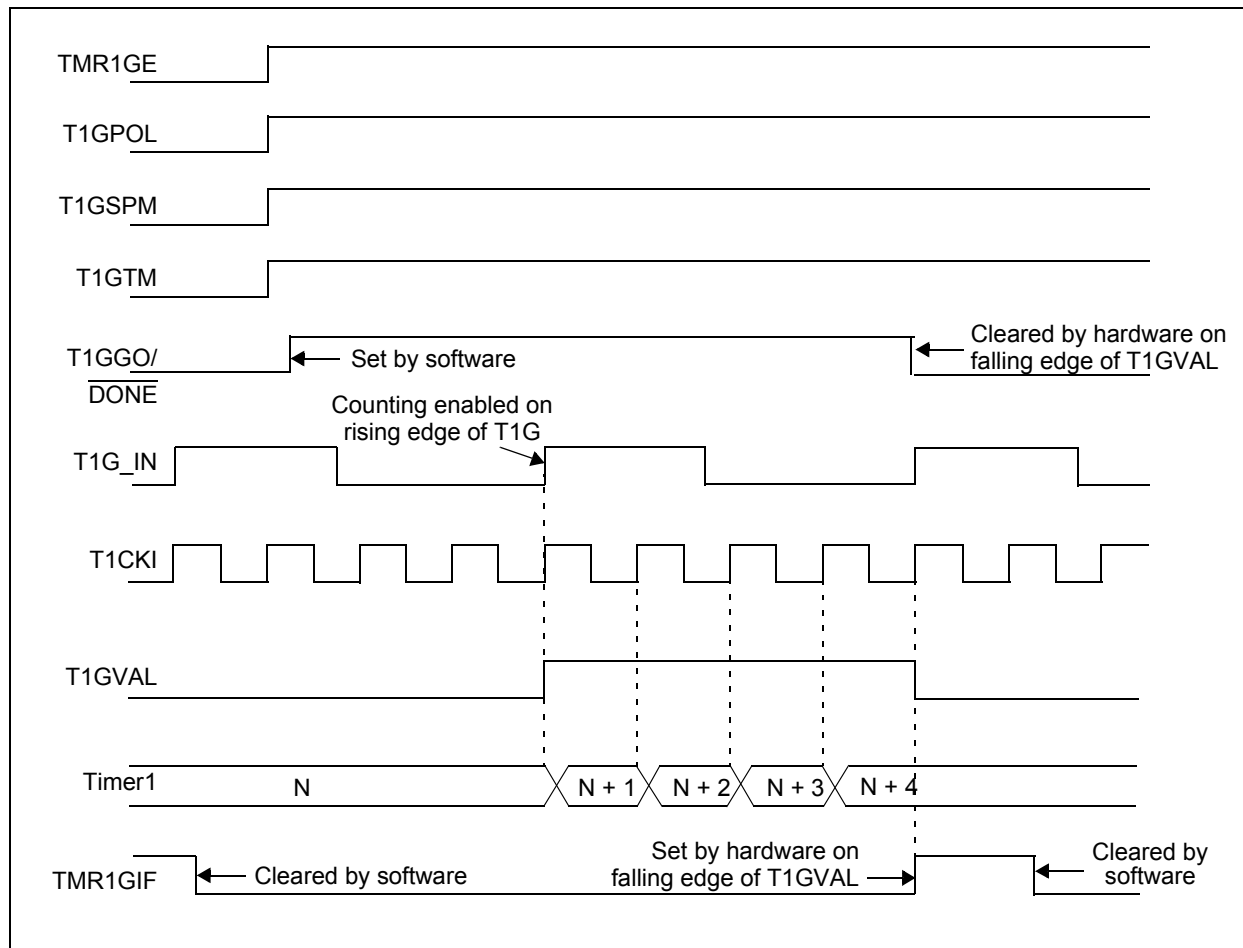 TMR1GE
T1GPOL
T1GSPM
T1GTM
T1GGO/
DONE
Set by software
Cleared by hardware on
falling edge of T1GVAL
Counting enabled on
rising edge of T1G
T1G_IN
T1CKI
T1GVAL
Timer1
N
N + 1
N + 2
N + 3
N + 4
TMR1GIF
Cleared by software
Set by hardware on
falling edge of T1GVAL
Cleared by
software